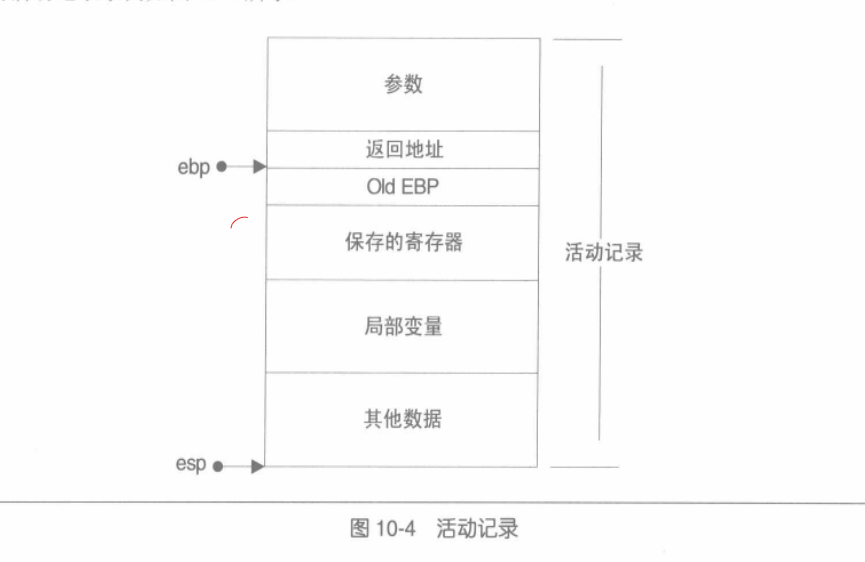 参数
返回地址
ebp
Old EBP
保存的寄存器
活动记录
局部变量
其他数据
esp
图 10-4 活动记录